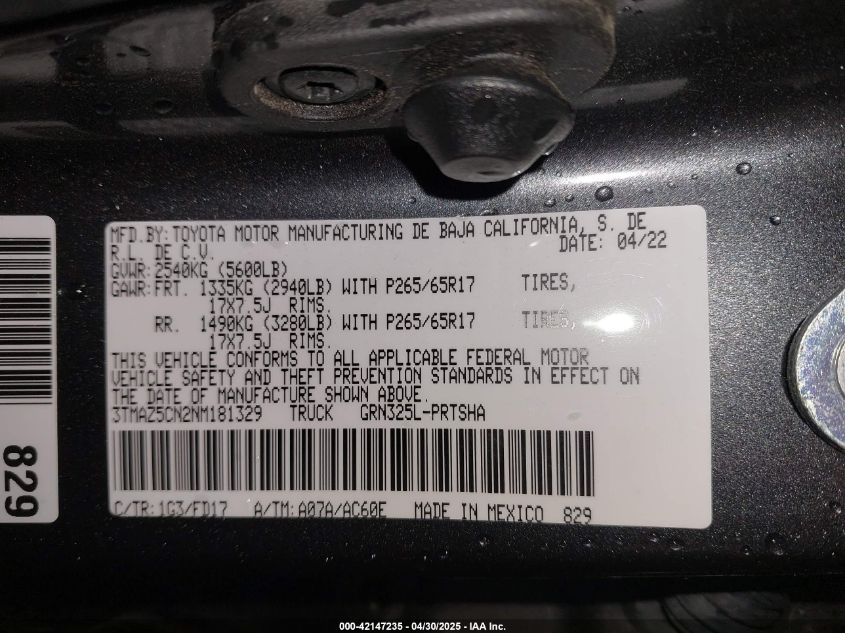 MFD.BY: TOYOTA MOTOR MANUFACTURING DE BAJA CALIFORNIA, S. DE
R.L. DE C.V. DATE: 04/22
GVWR: 2540KG (5600LB)
GAWR: FRT. 1335KG (2940LB) WITH P265/65R17 TIRES,
17X7.5J RIMS.
RR. 1490KG (3280LB) WITH P265/65R17 TIRES,
17X7.5J RIMS.
THIS VEHICLE CONFORMS TO ALL APPLICABLE FEDERAL MOTOR
VEHICLE SAFETY AND THEFT PREVENTION STANDARDS IN EFFECT ON
THE DATE OF MANUFACTURE SHOWN ABOVE.
3TMAZ5CN2NM181329 TRUCK GRN325L-PRTSHA
C/TR: 1G3/FD17 A/TM: A07A/AC60E MADE IN MEXICO 829
829
000-42147235 - 04/30/2025 - IAA Inc.